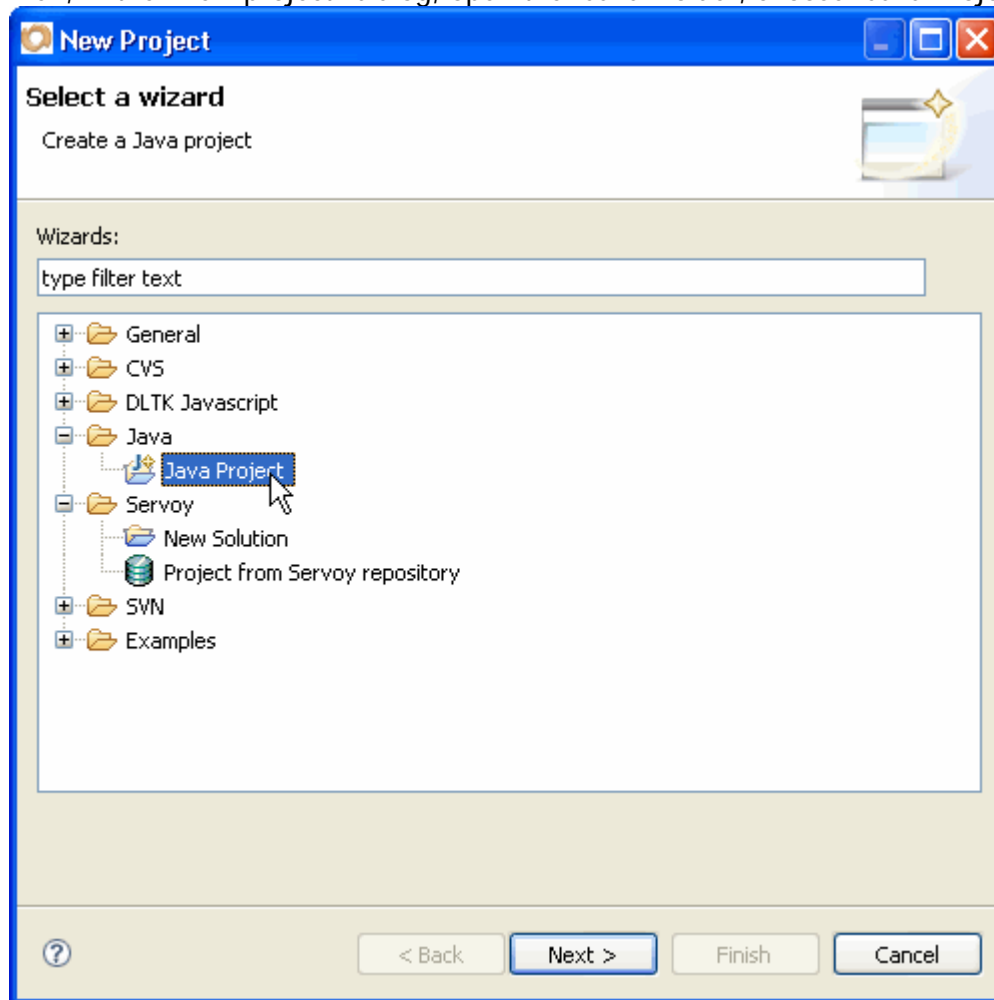 New Project
Select a wizard
Create a Java project
Wizards:
type filter text
General
CVS
DLTK Javascript
Java
Java Project
Servoy
New Solution
Project from Servoy repository
SVN
Examples
? < Back Next > Finish Cancel